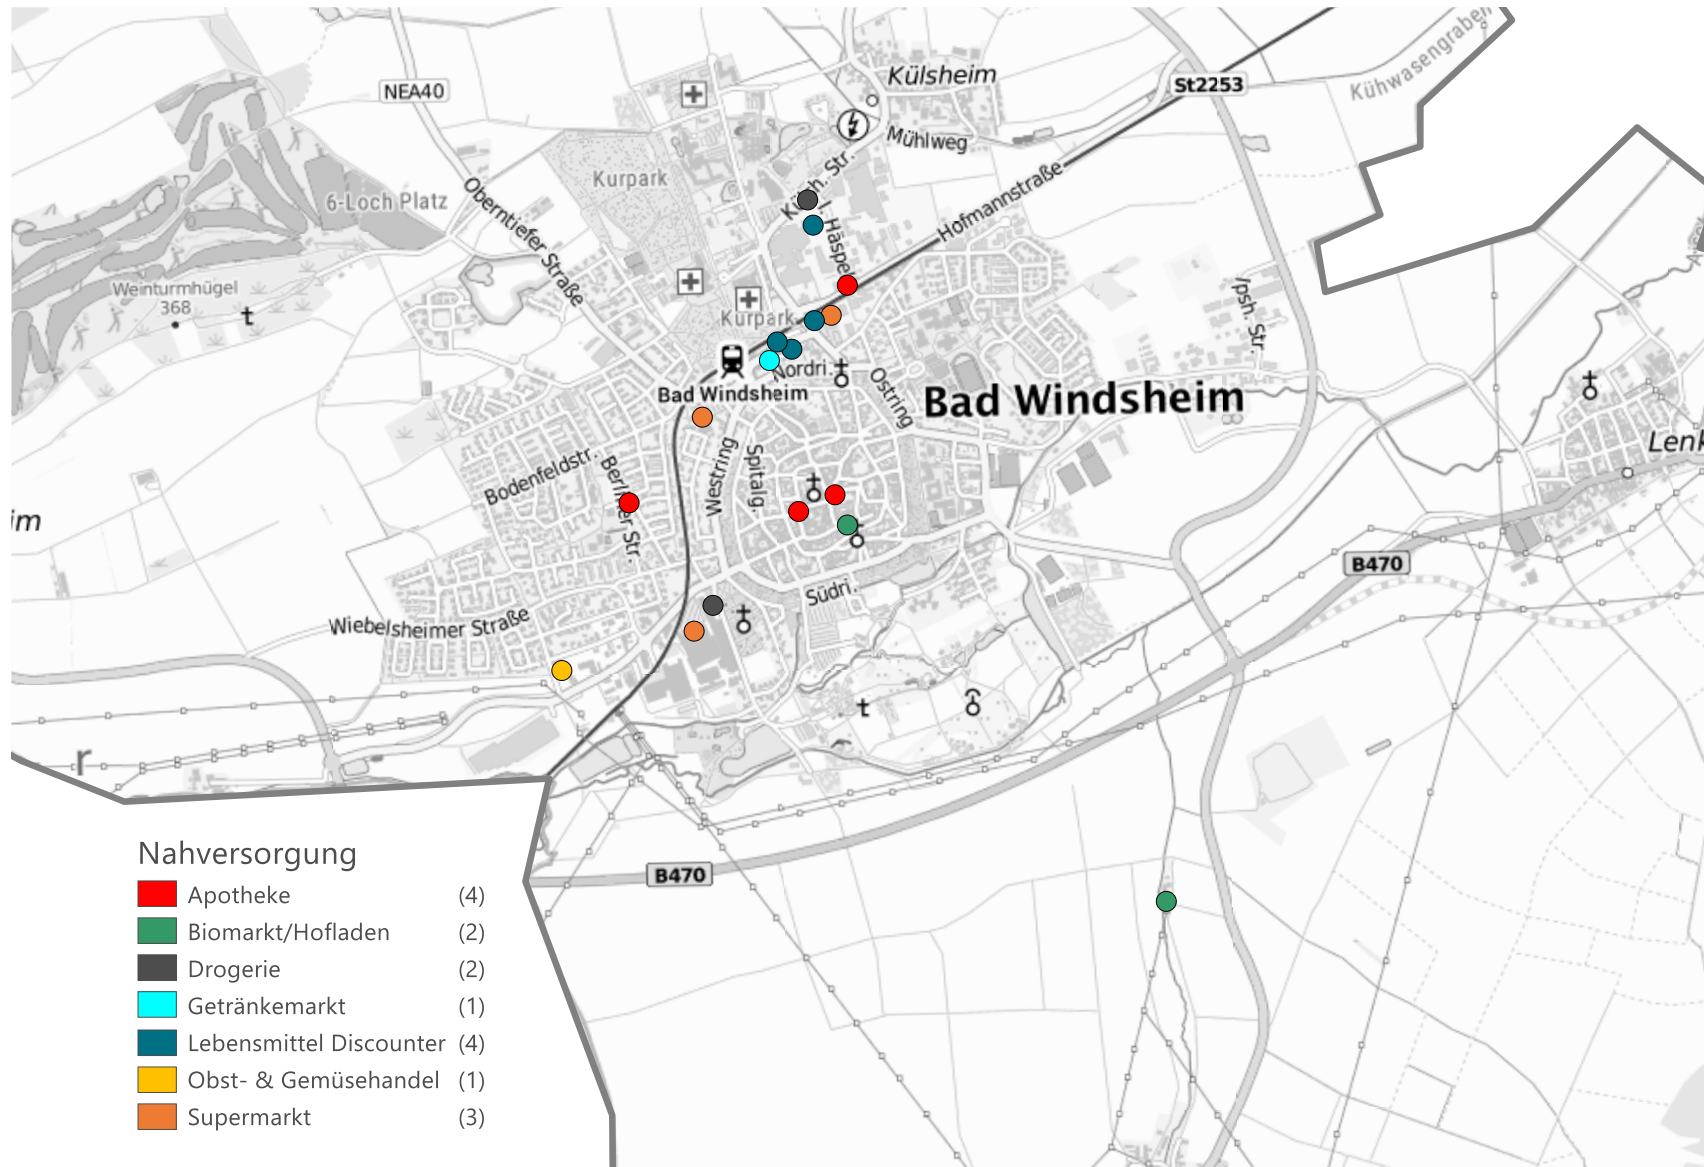 Külsheim
NEA40
St2253
Kühwasengraben
Mühlweg
Kurpark
6-Loch Platz
Oberntiefer Straße
Hofmannstraße
Weinturmhügel
368
Kurpark
Ipsh. Str.
Nordri.
Ostring
Bad Windsheim
Bad Windsheim
Lenk
Bodenfeldstr.
Berliner Str.
Westring
Spitalg.
im
B470
Südri.
Wiebelsheimer Straße
r
B470
Nahversorgung
Apotheke (4)
Biomarkt/Hofladen (2)
Drogerie (2)
Getränkemarkt (1)
Lebensmittel Discounter (4)
Obst- & Gemüsehandel (1)
Supermarkt (3)